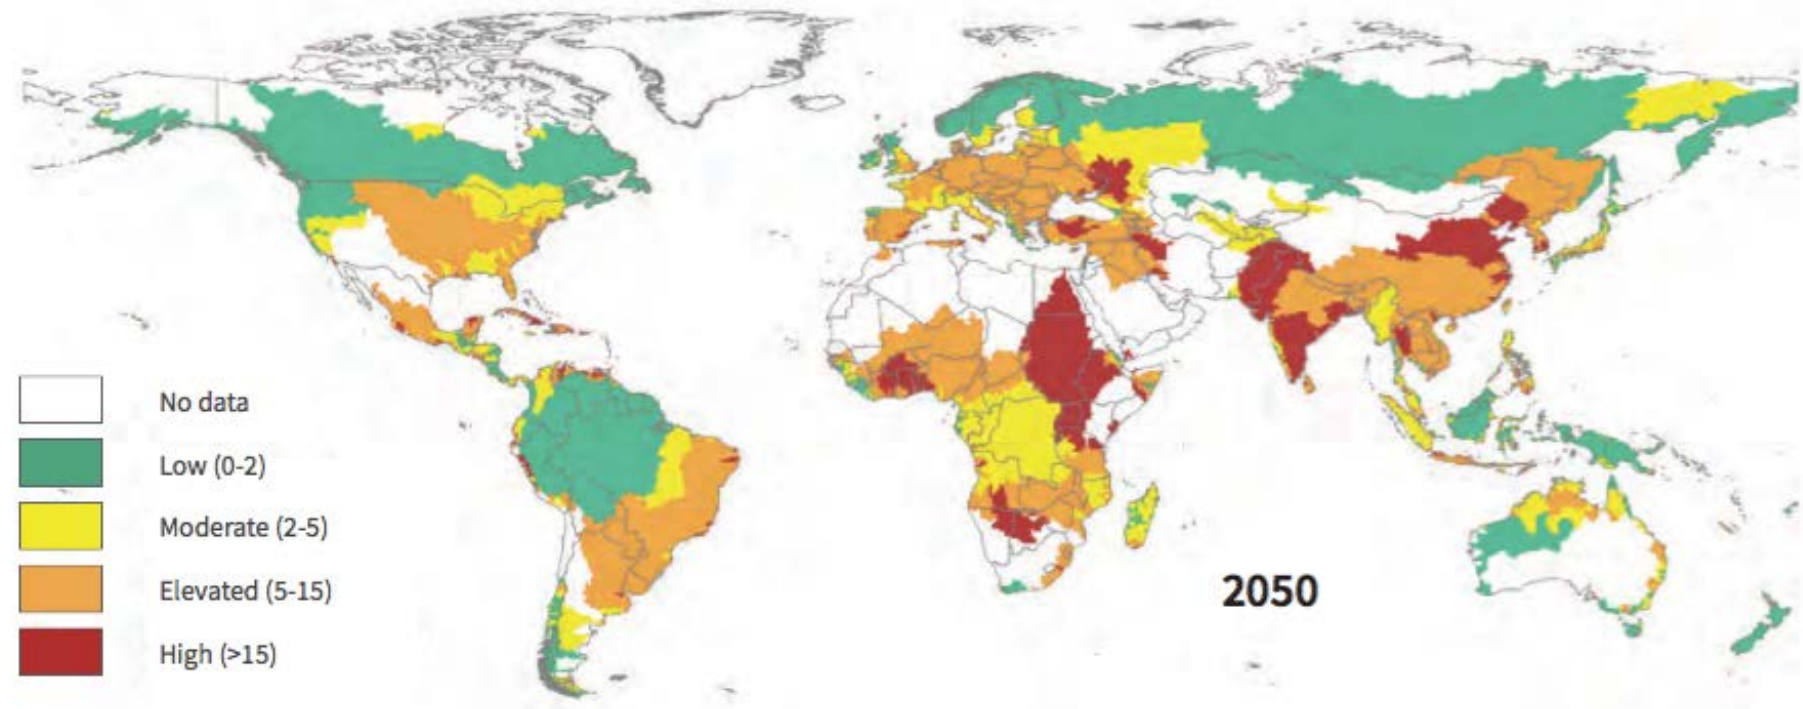 No data
Low (0-2)
Moderate (2-5)
Elevated (5-15)
High (>15)
2050